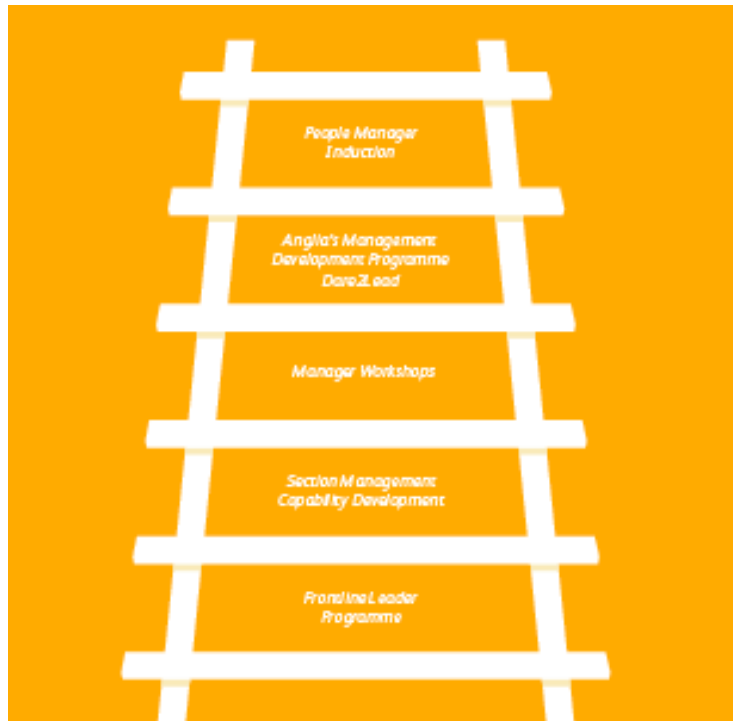 People Manager
Induction
Anglia's Management
Development Programme
Dare2Lead
Manager Workshops
Section Management
Capability Development
Frontline Leader
Programme